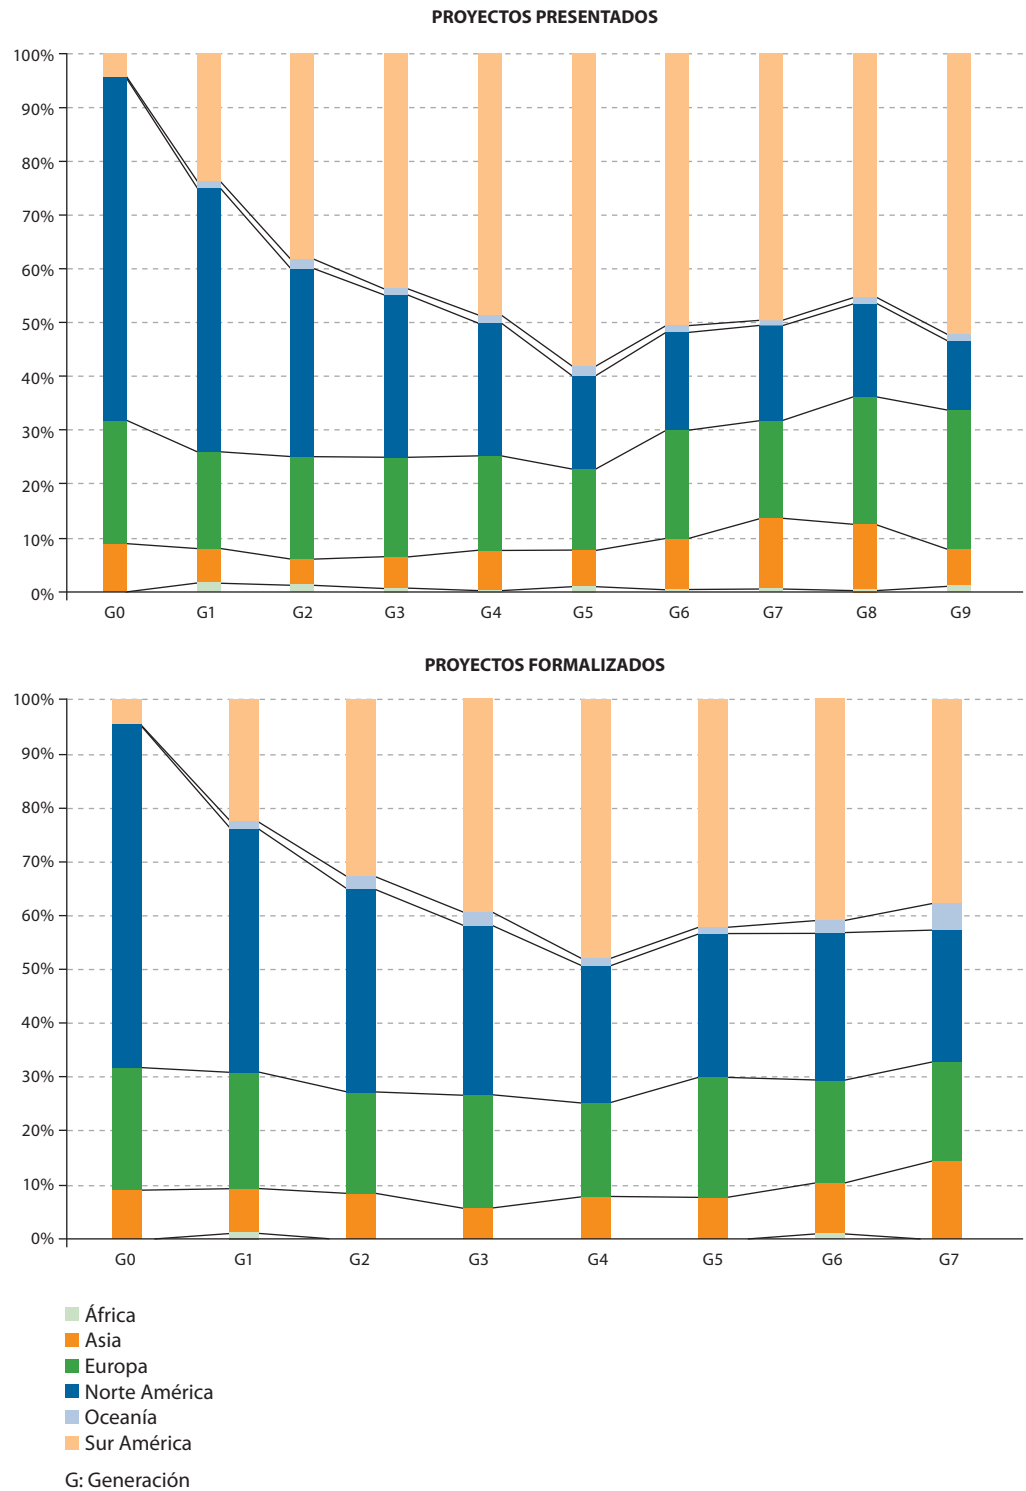 PROYECTOS PRESENTADOS
100%
90%
80%
70%
60%
50%
40%
30%
20%
10%
0%
G0 G1 G2 G3 G4 G5 G6 G7 G8 G9
PROYECTOS FORMALIZADOS
100%
90%
80%
70%
60%
50%
40%
30%
20%
10%
0%
G0 G1 G2 G3 G4 G5 G6 G7
África
Asia
Europa
Norte América
Oceanía
Sur América
G: Generación